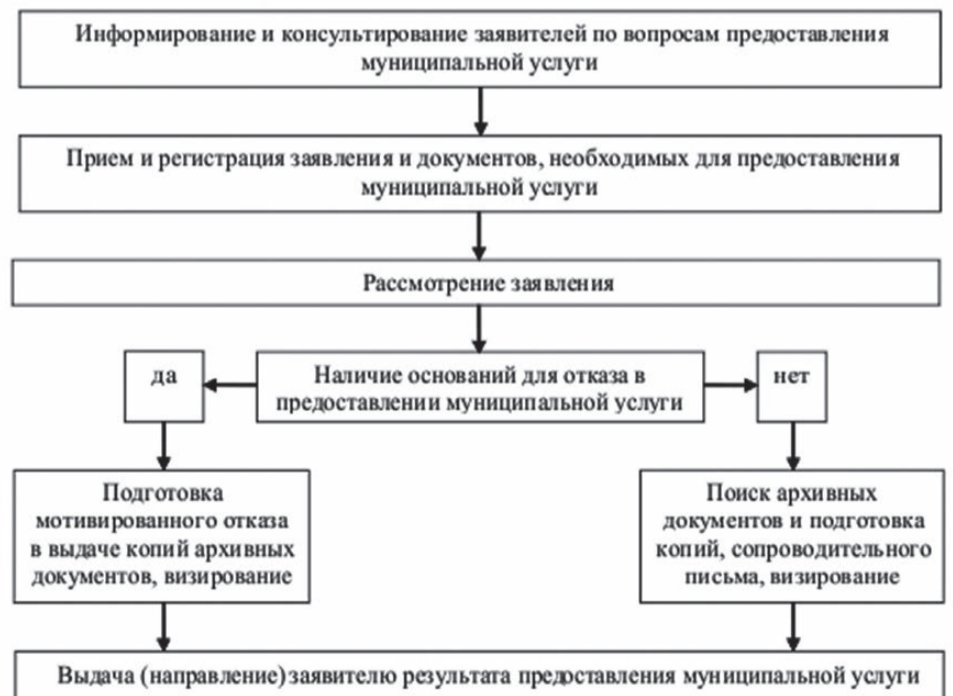 Информирование и консультирование заявителей по вопросам предоставления
муниципальной услуги
Прием и регистрация заявления и документов, необходимых для предоставления
муниципальной услуги
Рассмотрение заявления
да
Наличие оснований для отказа в
предоставлении муниципальной услуги
нет
Подготовка
мотивированного отказа
в выдаче копий архивных
документов, визирование
Поиск архивных
документов и подготовка
копий, сопроводительного
письма, визирование
Выдача (направление) заявителю результата предоставления муниципальной услуги